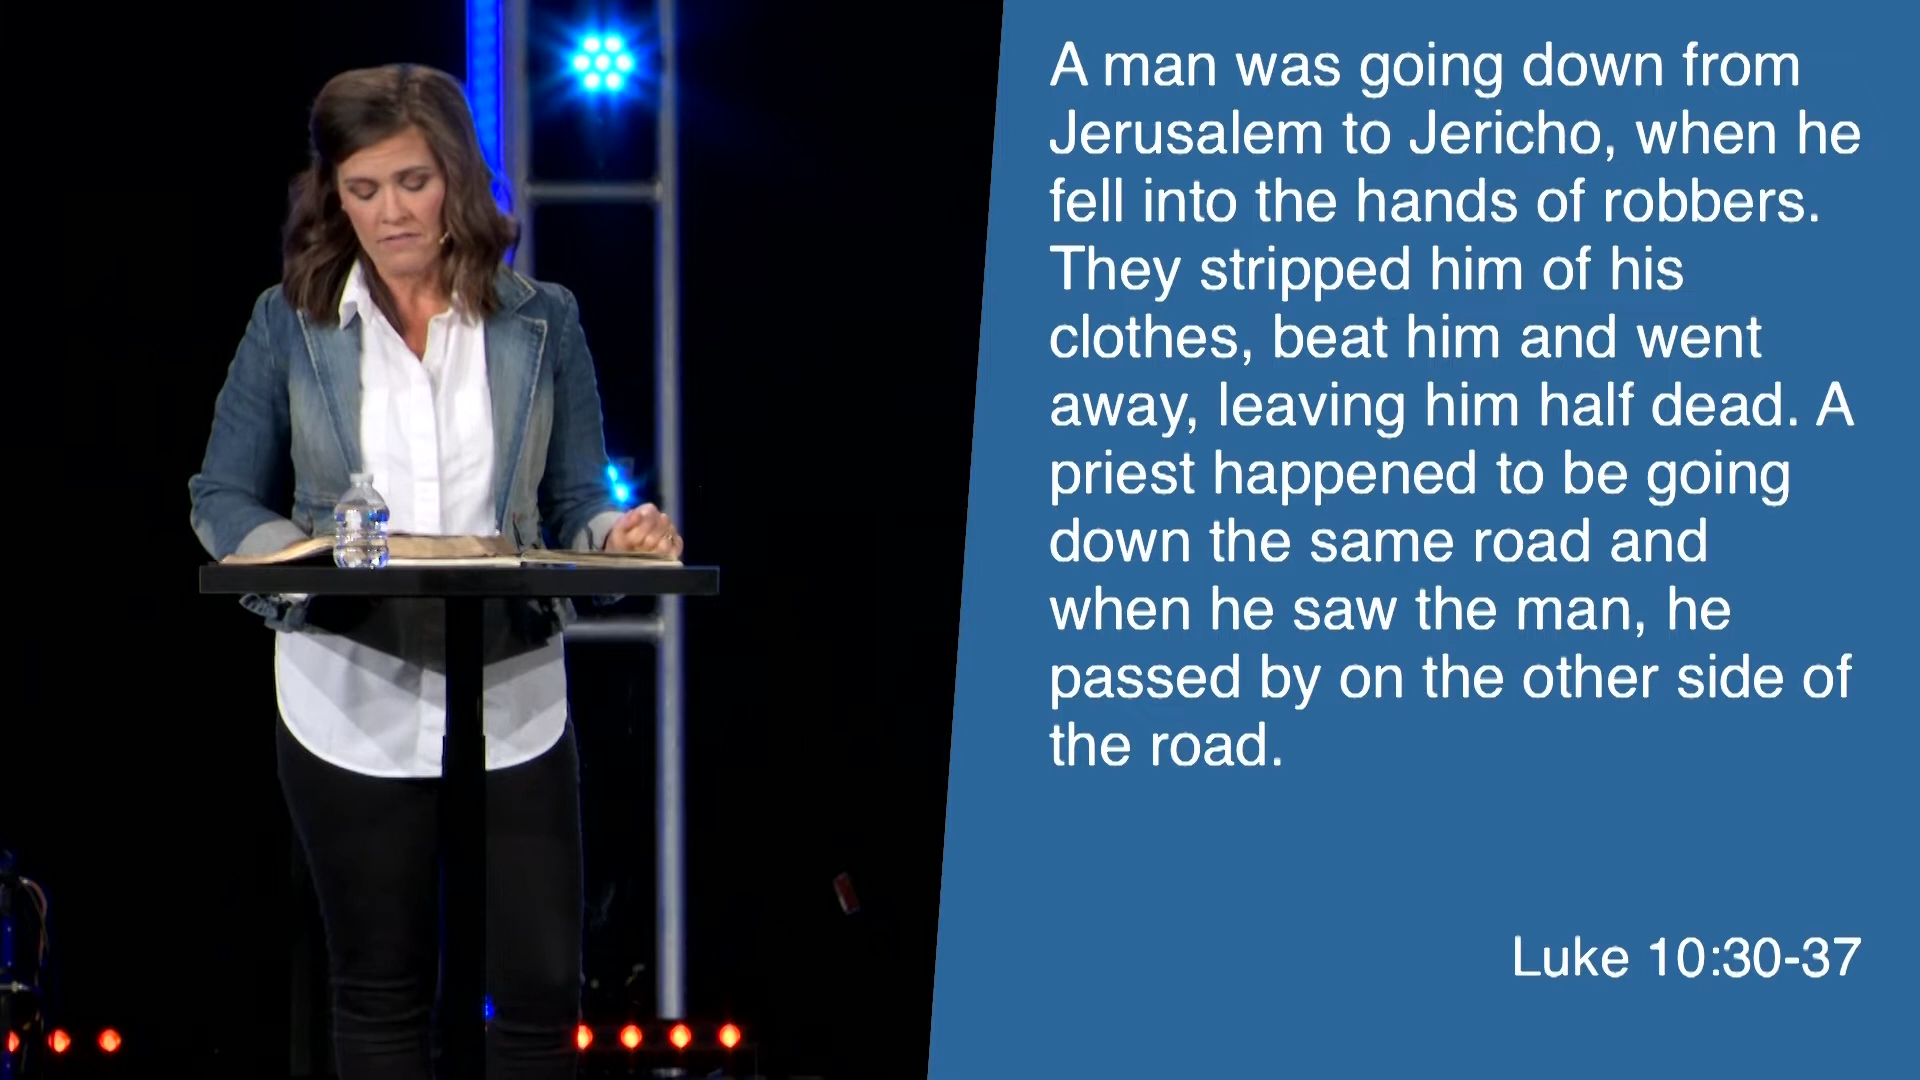 A man was going down from
Jerusalem to Jericho, when he
fell into the hands of robbers.
They stripped him of his
clothes, beat him and went
away, leaving him half dead. A
priest happened to be going
down the same road and
when he saw the man, he
passed by on the other side of
the road.
Luke 10:30-37